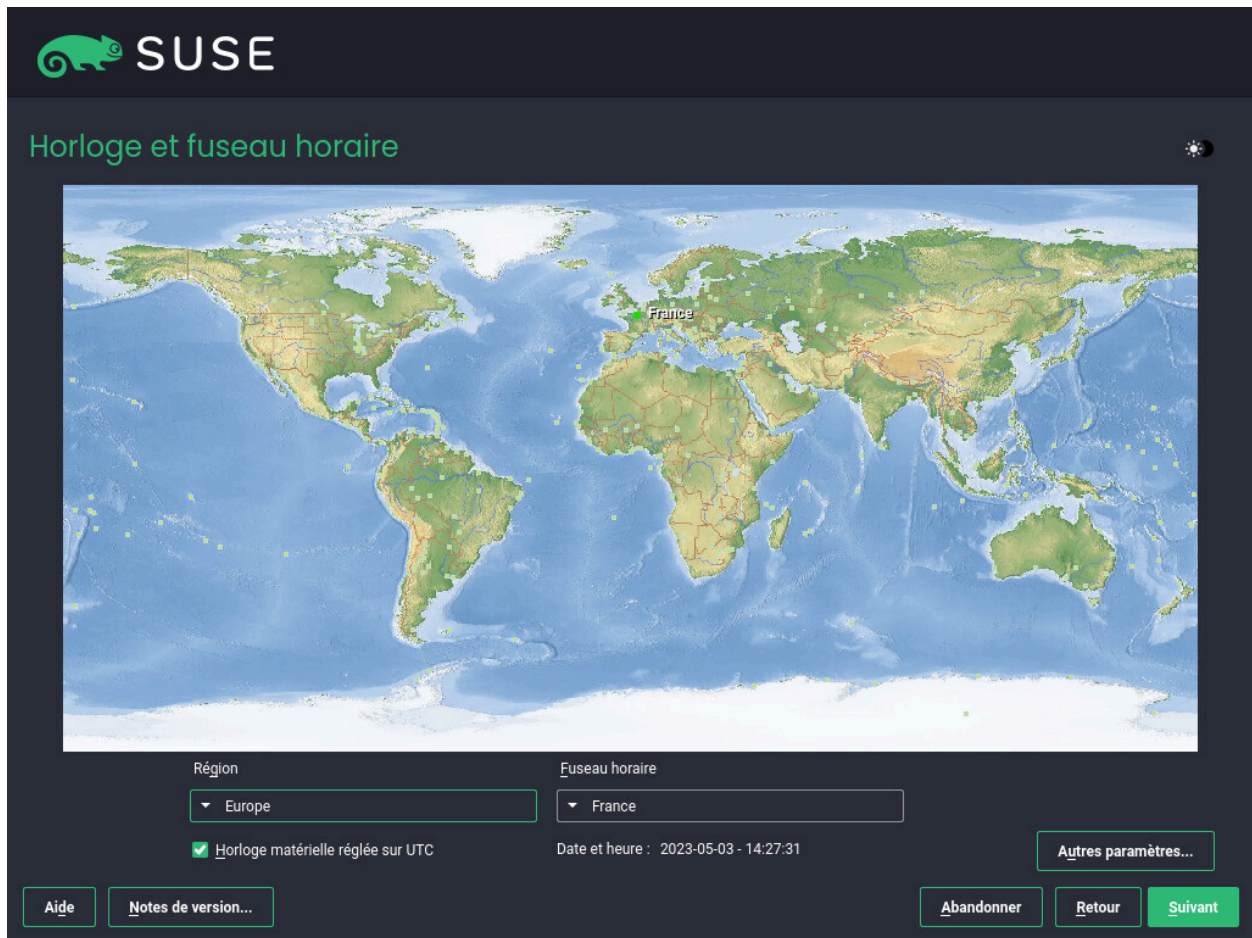 SUSE
Horloge et fuseau horaire
France
Région
Fuseau horaire
Europe
France
Horloge matérielle réglée sur UTC
Date et heure : 2023-05-03 - 14:27:31
Autres paramètres...
Aide
Notes de version...
Abandonner
Retour
Suivant